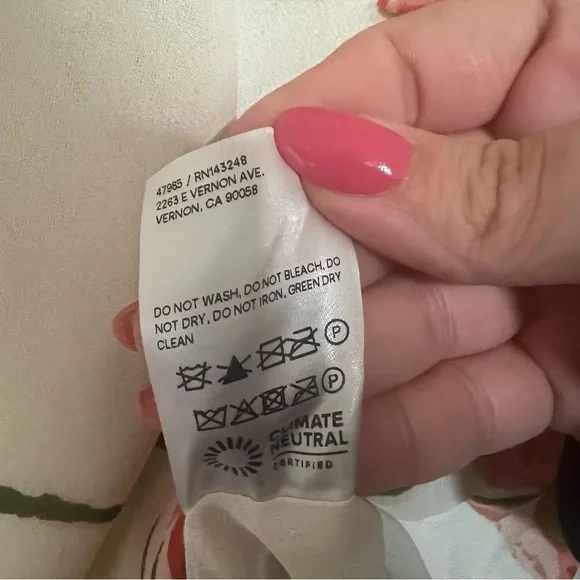 47985 / RN143248
2263 E VERNON AVE.
VERNON, CA 90058
DO NOT WASH, DO NOT BLEACH, DO
NOT DRY, DO NOT IRON, GREEN DRY
CLEAN
P
P
CLIMATE
NEUTRAL
CERTIFIED